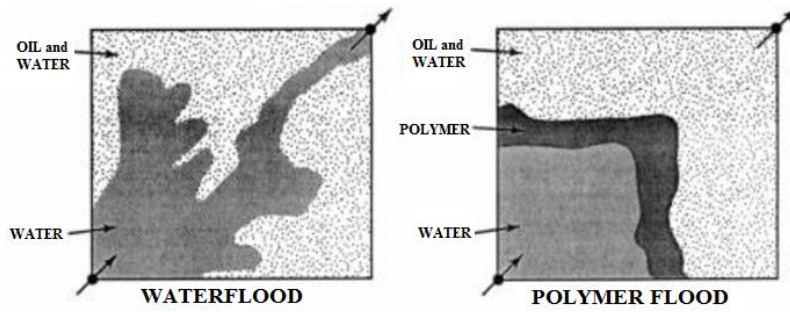 OIL and
WATER
WATER
WATERFLOOD
OIL and
WATER
POLYMER
WATER
POLYMER FLOOD